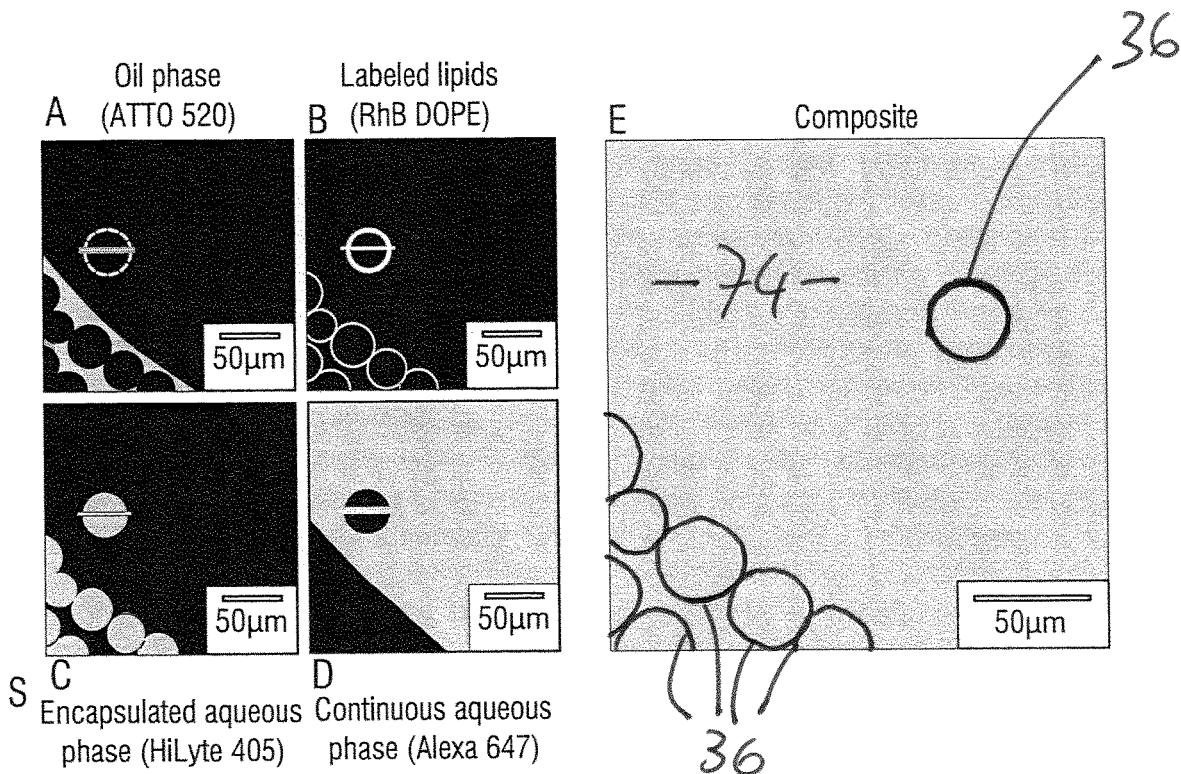 Oil phase
(ATTO 520)
A
Labeled lipids
(RhB DOPE)
B
E
Composite
36
-74-
50µm
50µm
50µm
50µm
50µm
S
C
Encapsulated aqueous
phase (HiLyte 405)
D
Continuous aqueous
phase (Alexa 647)
36